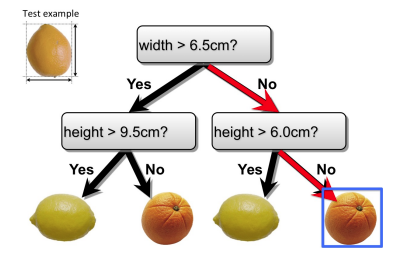 Test example
width > 6.5cm?
Yes
No
height > 9.5cm?
height > 6.0cm?
Yes
No
Yes
No